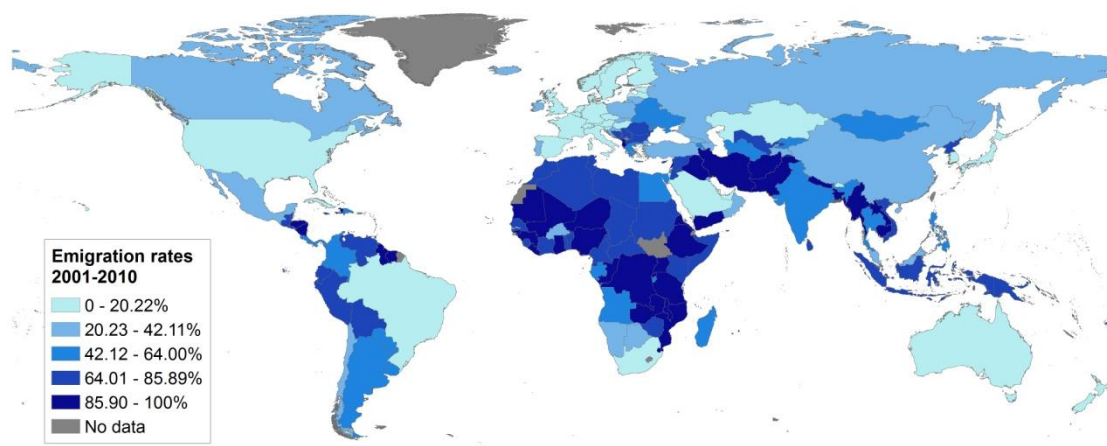 Emigration rates
2001-2010
0 - 20.22%
20.23 - 42.11%
42.12 - 64.00%
64.01 - 85.89%
85.90 - 100%
No data